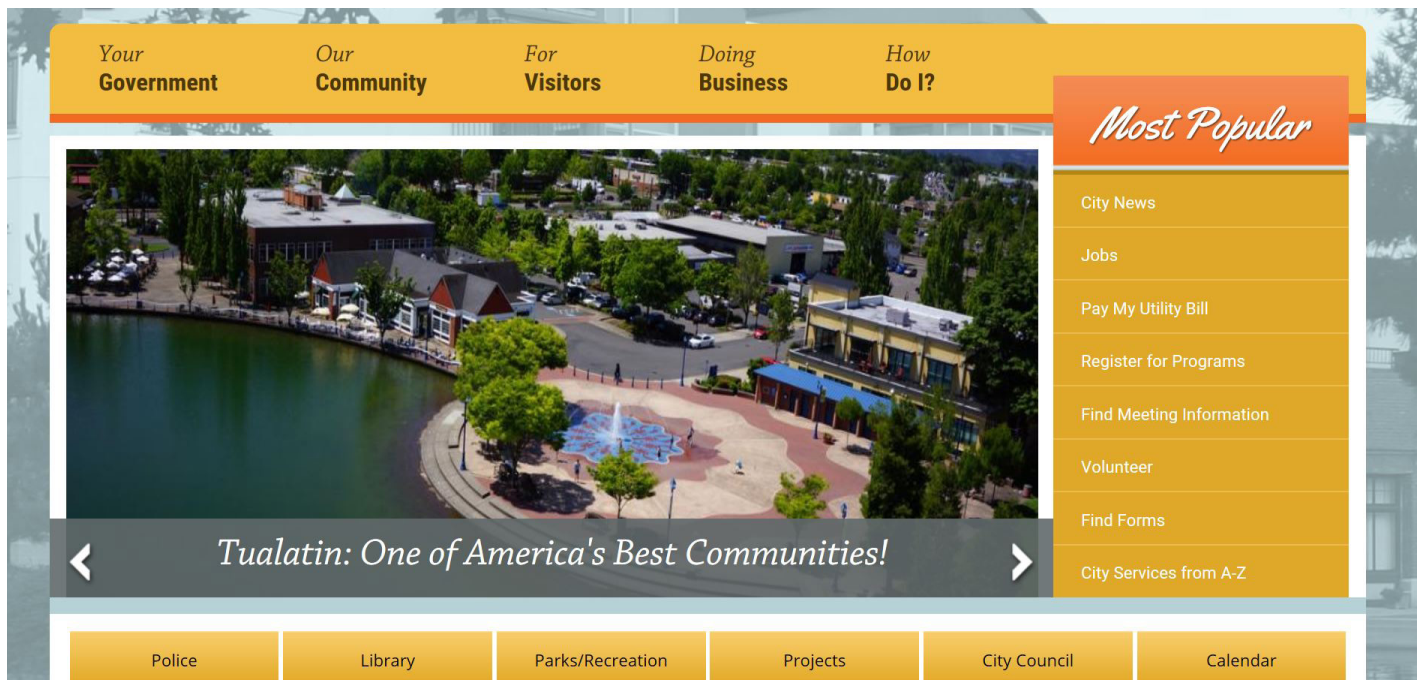 Your
Government
Our
Community
For
Visitors
Doing
Business
How
Do I?
Most Popular
City News
Jobs
Pay My Utility Bill
Register for Programs
Find Meeting Information
Volunteer
Find Forms
City Services from A-Z
Tualatin: One of America's Best Communities!
Police
Library
Parks/Recreation
Projects
City Council
Calendar